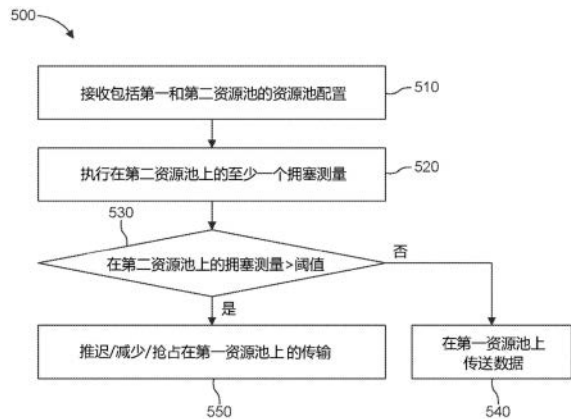 500
接收包括第一和第二资源池的资源池配置
510
执行在第二资源池上的至少一个拥塞测量
520
530
在第二资源池上的拥塞测量>阈值
否
是
推迟/减少/抢占在第一资源池上的传输
550
在第一资源池上
传送数据
540